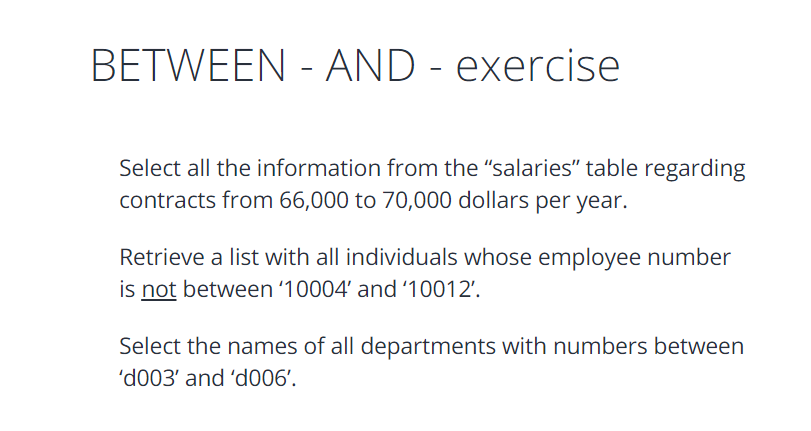 BETWEEN - AND - exercise
Select all the information from the “salaries” table regarding
contracts from 66,000 to 70,000 dollars per year.
Retrieve a list with all individuals whose employee number
is not between ‘10004’ and ‘10012’.
Select the names of all departments with numbers between
‘d003’ and ‘d006’.